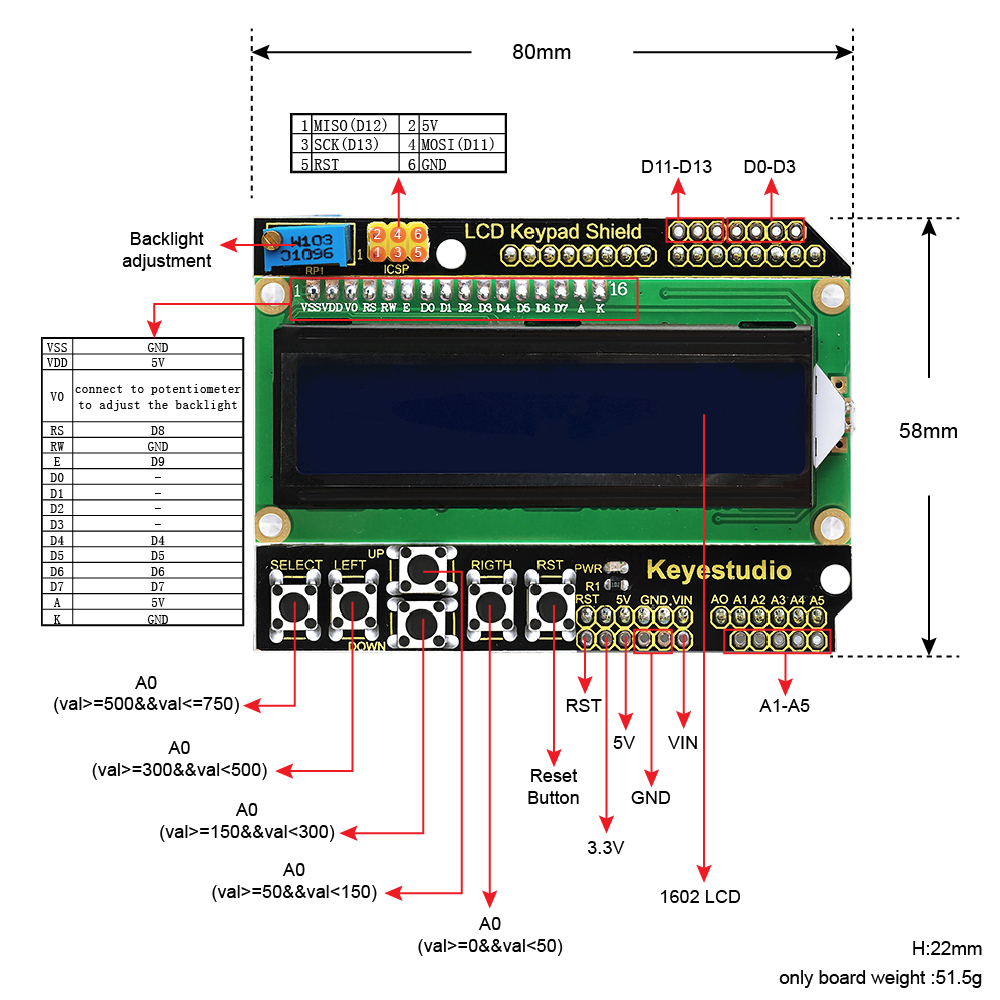 80mm
1 MISO(D12) 2 5V
3 SCK(D13) 4 MOSI(D11)
5 RST 6 GND
D11-D13
D0-D3
Backlight
adjustment
W103
J1096
RP1
1
2 4 6
1 3 5
ICSP
LCD Keypad Shield
1
16
VSS VDD V0 RS RW E D0 D1 D2 D3 D4 D5 D6 D7 A K
VSS GND
VDD 5V
V0 connect to potentiometer
to adjust the backlight
RS D8
RW GND
E D9
D0 -
D1 -
D2 -
D3 -
D4 D4
D5 D5
D6 D6
D7 D7
A 5V
K GND
58mm
SELECT
LEFT
UP
DOWN
RIGTH
RST
PWR
R1
Keyestudio
RST 5V GND VIN
A0 A1 A2 A3 A4 A5
A0
(val>=500&&val<=750)
A0
(val>=300&&val<500)
A0
(val>=150&&val<300)
A0
(val>=50&&val<150)
A0
(val>=0&&val<50)
Reset
Button
RST
3.3V
5V
GND
VIN
1602 LCD
A1-A5
H:22mm
only board weight :51.5g